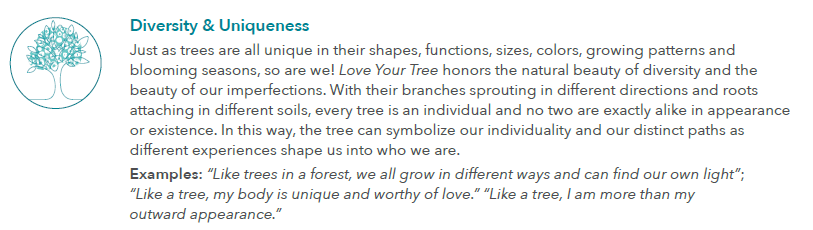 Diversity & Uniqueness
Just as trees are all unique in their shapes, functions, sizes, colors, growing patterns and
blooming seasons, so are we! Love Your Tree honors the natural beauty of diversity and the
beauty of our imperfections. With their branches sprouting in different directions and roots
attaching in different soils, every tree is an individual and no two are exactly alike in appearance
or existence. In this way, the tree can symbolize our individuality and our distinct paths as
different experiences shape us into who we are.
Examples: “Like trees in a forest, we all grow in different ways and can find our own light”;
“Like a tree, my body is unique and worthy of love.” “Like a tree, I am more than my
outward appearance.”